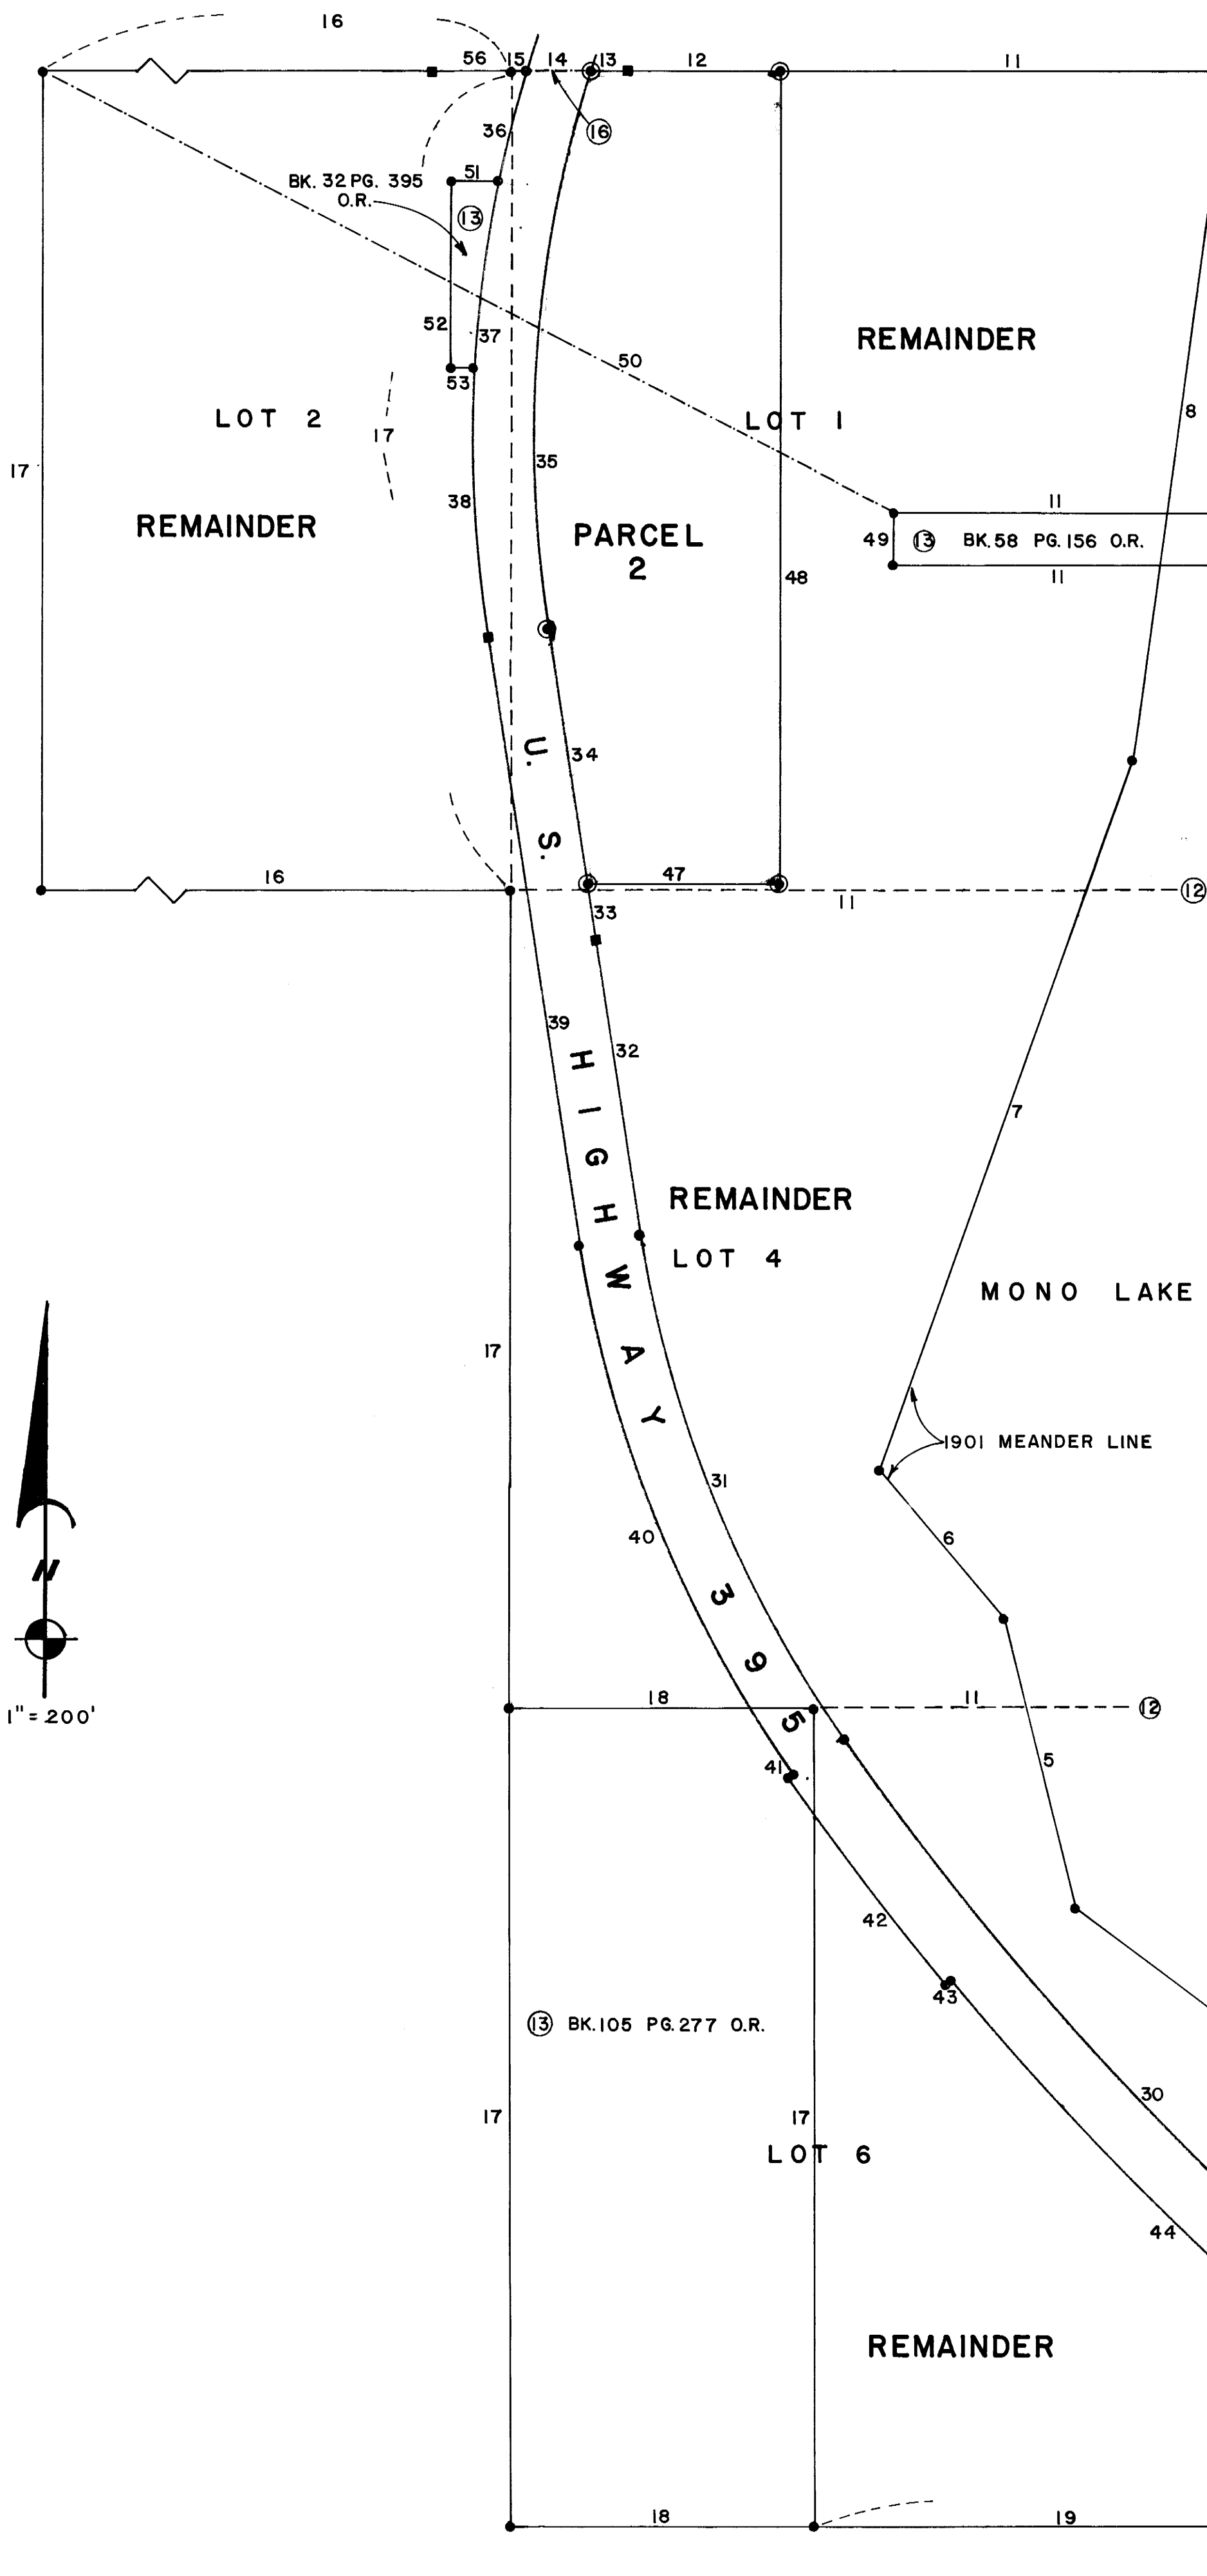 16
56 15 14 13 12 11
36
16
51
BK. 32 PG. 395
O.R.
13
52
37
53
50
REMAINDER
8
LOT 2
17
LOT 1
17
35
38
REMAINDER
PARCEL
2
11
49 13 BK. 58 PG. 156 O.R.
11
48
34
U. S. HIGHWAY 395
16
47
11
12
33
39
32
7
REMAINDER
LOT 4
MONO LAKE
17
1901 MEANDER LINE
31
40
6
N
1" = 200'
18
11
12
41
5
42
43
13 BK. 105 PG. 277 O.R.
30
17
17
LOT 6
44
REMAINDER
18
19